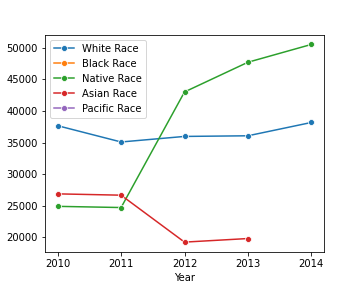 50000
45000
40000
35000
30000
25000
20000
White Race
Black Race
Native Race
Asian Race
Pacific Race
2010 2011 2012 2013 2014
Year